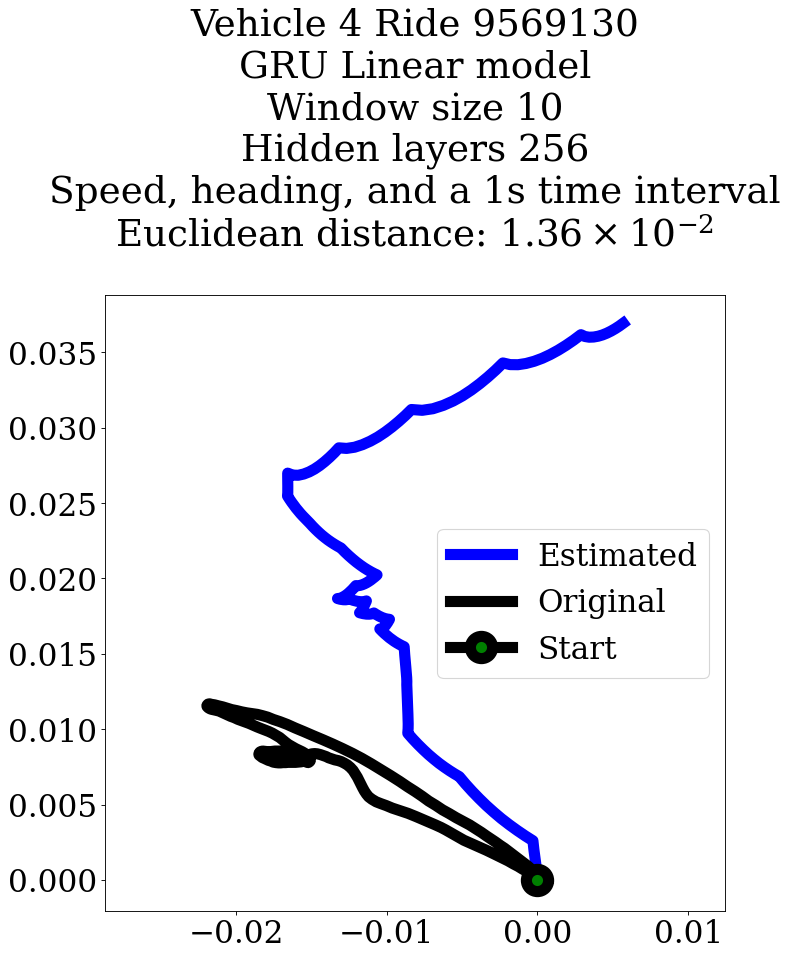 Vehicle 4 Ride 9569130
GRU Linear model
Window size 10
Hidden layers 256
Speed, heading, and a 1s time interval
Euclidean distance: 1.36 × 10⁻²
0.035
0.030
0.025
0.020
0.015
0.010
0.005
0.000
Estimated
Original
Start
−0.02 −0.01 0.00 0.01